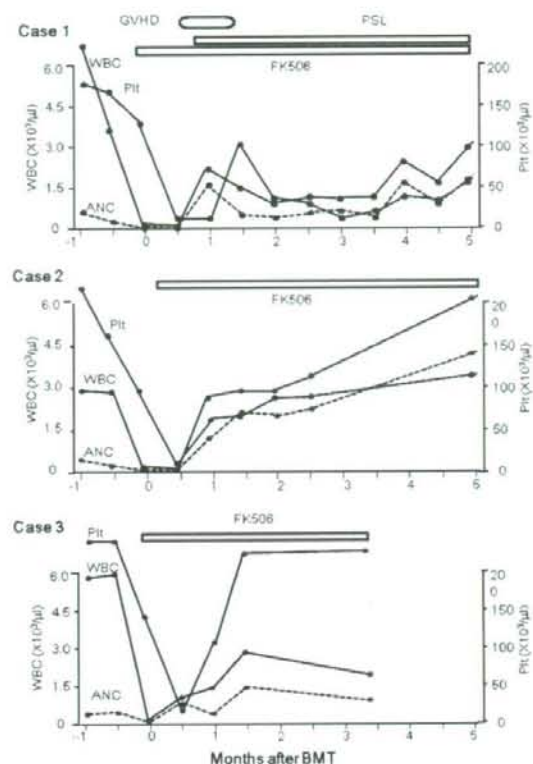 GVHD PSL
Case 1
FK506
WBC
Plt
ANC
WBC (X10³/μl)
6.0
4.5
3.0
1.5
0
Plt (X10³/μl)
200
150
100
50
0
-1 0 1 2 3 4 5
Case 2
FK506
Plt
WBC
ANC
WBC (X10³/μl)
6.0
4.5
3.0
1.5
0
Plt (X10³/μl)
20
0
150
100
50
0
-1 0 1 2 3 4 5
Case 3
FK506
Plt
WBC
ANC
WBC (X10³/μl)
6.0
4.5
3.0
1.5
0
Plt (X10³/μl)
20
0
150
100
50
0
-1 0 1 2 3 4 5
Months after BMT